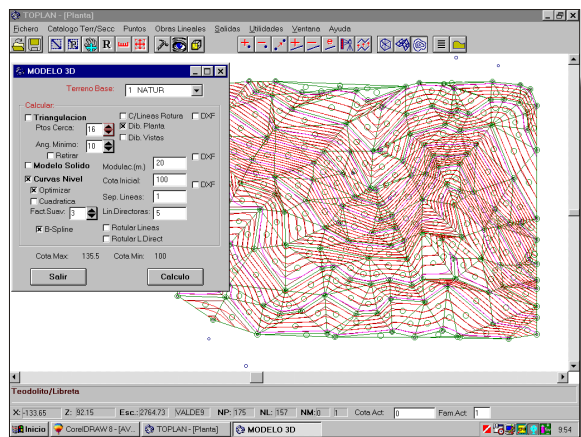 TOPLAN - [Planta]
Fichero Catalogo Terr/Secc Puntos Obras Lineales Salidas Utilidades Ventana Ayuda
R
MODELO 3D
Terreno Base: 1 NATUR
Calcular:
Triangulacion C/Lineas Rotura DXF
Ptos Cerca: 16 Dib. Planta
Ang. Minimo: 10 Dib. Vistas
Retirar DXF
Modelo Solido Modulac.(m.) 20
Curvas Nivel Cota Inicial: 100 DXF
Optimizer
Cuadratica Sep. Lineas: 1
Fact.Suav: 3 Lin.Directoras: 5
B-Spline Rotular Lineas
Rotular L.Direct
Cota Max: 135.5 Cota Min: 100
Salir Calculo
Teodolito/Libreta
X: -133.65 Z: 92.15 Esc.: 2764.73 VALDE9 NP: 175 NL: 157 NM: 0 1 Cota Act: 0 Fam.Act: 1
Inicio CorelDRAW 8 - [AV... TOPLAN - [Planta] MODELO 3D 9:54